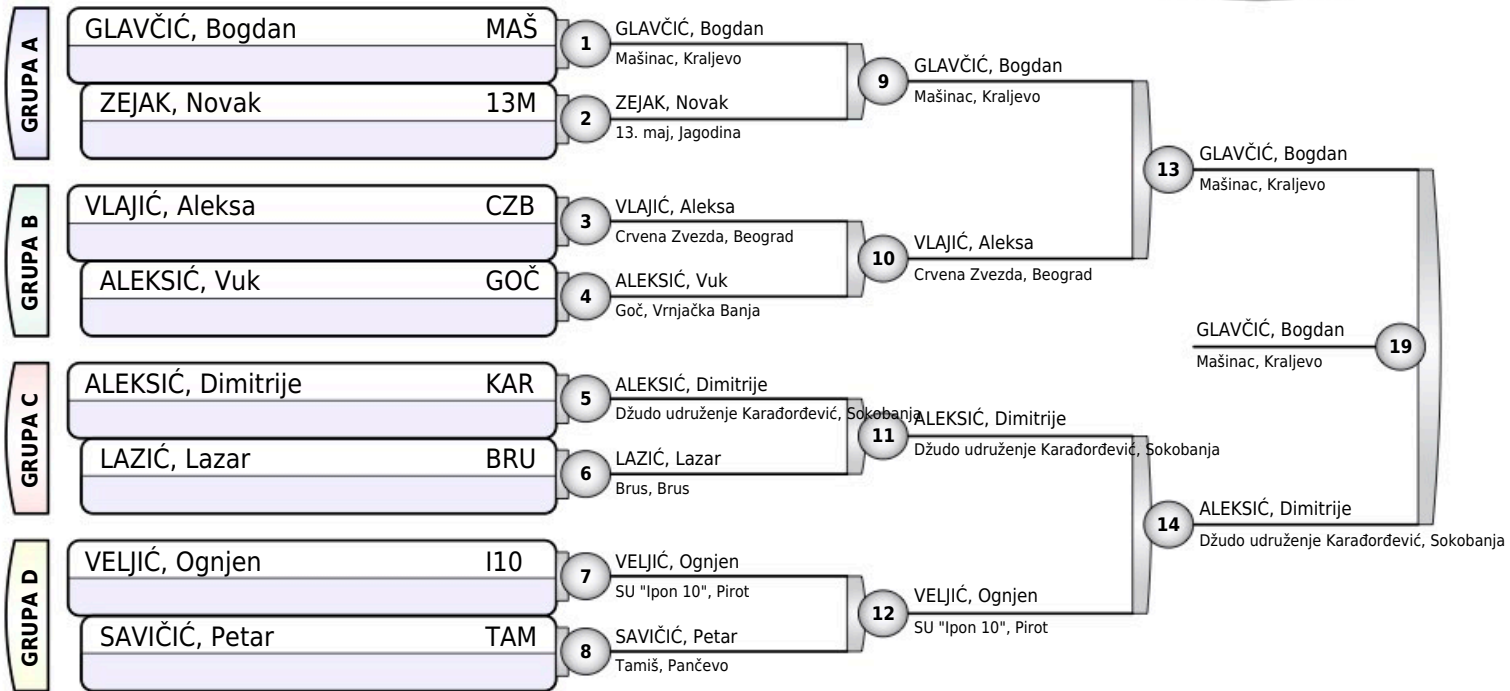 GRUPA A
GLAVČIĆ, Bogdan MAŠ
ZEJAK, Novak 13M
GRUPA B
VLAJIĆ, Aleksa CZB
ALEKSIĆ, Vuk GOČ
GRUPA C
ALEKSIĆ, Dimitrije KAR
LAZIĆ, Lazar BRU
GRUPA D
VELJIĆ, Ognjen I10
SAVIČIĆ, Petar TAM
1
GLAVČIĆ, Bogdan
Mašinac, Kraljevo
2
ZEJAK, Novak
13. maj, Jagodina
3
VLAJIĆ, Aleksa
Crvena Zvezda, Beograd
4
ALEKSIĆ, Vuk
Goč, Vrnjačka Banja
5
ALEKSIĆ, Dimitrije
Džudo udruženje Karađorđević, Sokobanja
6
LAZIĆ, Lazar
Brus, Brus
7
VELJIĆ, Ognjen
SU "Ipon 10", Pirot
8
SAVIČIĆ, Petar
Tamiš, Pančevo
9
GLAVČIĆ, Bogdan
Mašinac, Kraljevo
10
VLAJIĆ, Aleksa
Crvena Zvezda, Beograd
11
ALEKSIĆ, Dimitrije
Džudo udruženje Karađorđević, Sokobanja
12
VELJIĆ, Ognjen
SU "Ipon 10", Pirot
13
GLAVČIĆ, Bogdan
Mašinac, Kraljevo
14
ALEKSIĆ, Dimitrije
Džudo udruženje Karađorđević, Sokobanja
GLAVČIĆ, Bogdan
Mašinac, Kraljevo
19